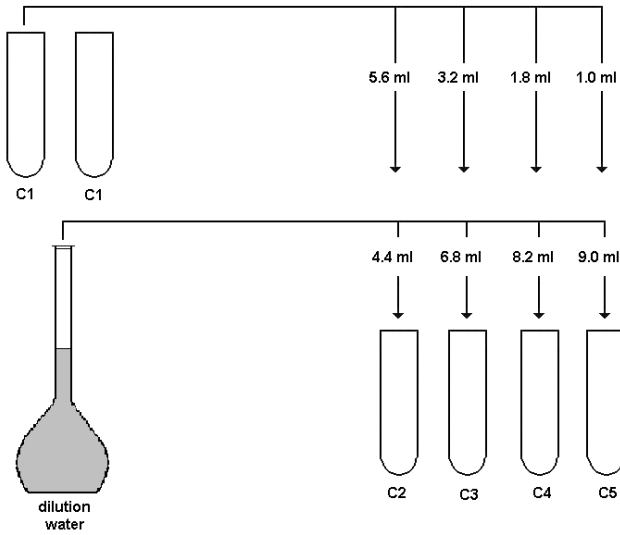 5.6 ml 3.2 ml 1.8 ml 1.0 ml
C1 C1
4.4 ml 6.8 ml 8.2 ml 9.0 ml
C2 C3 C4 C5
dilution
water